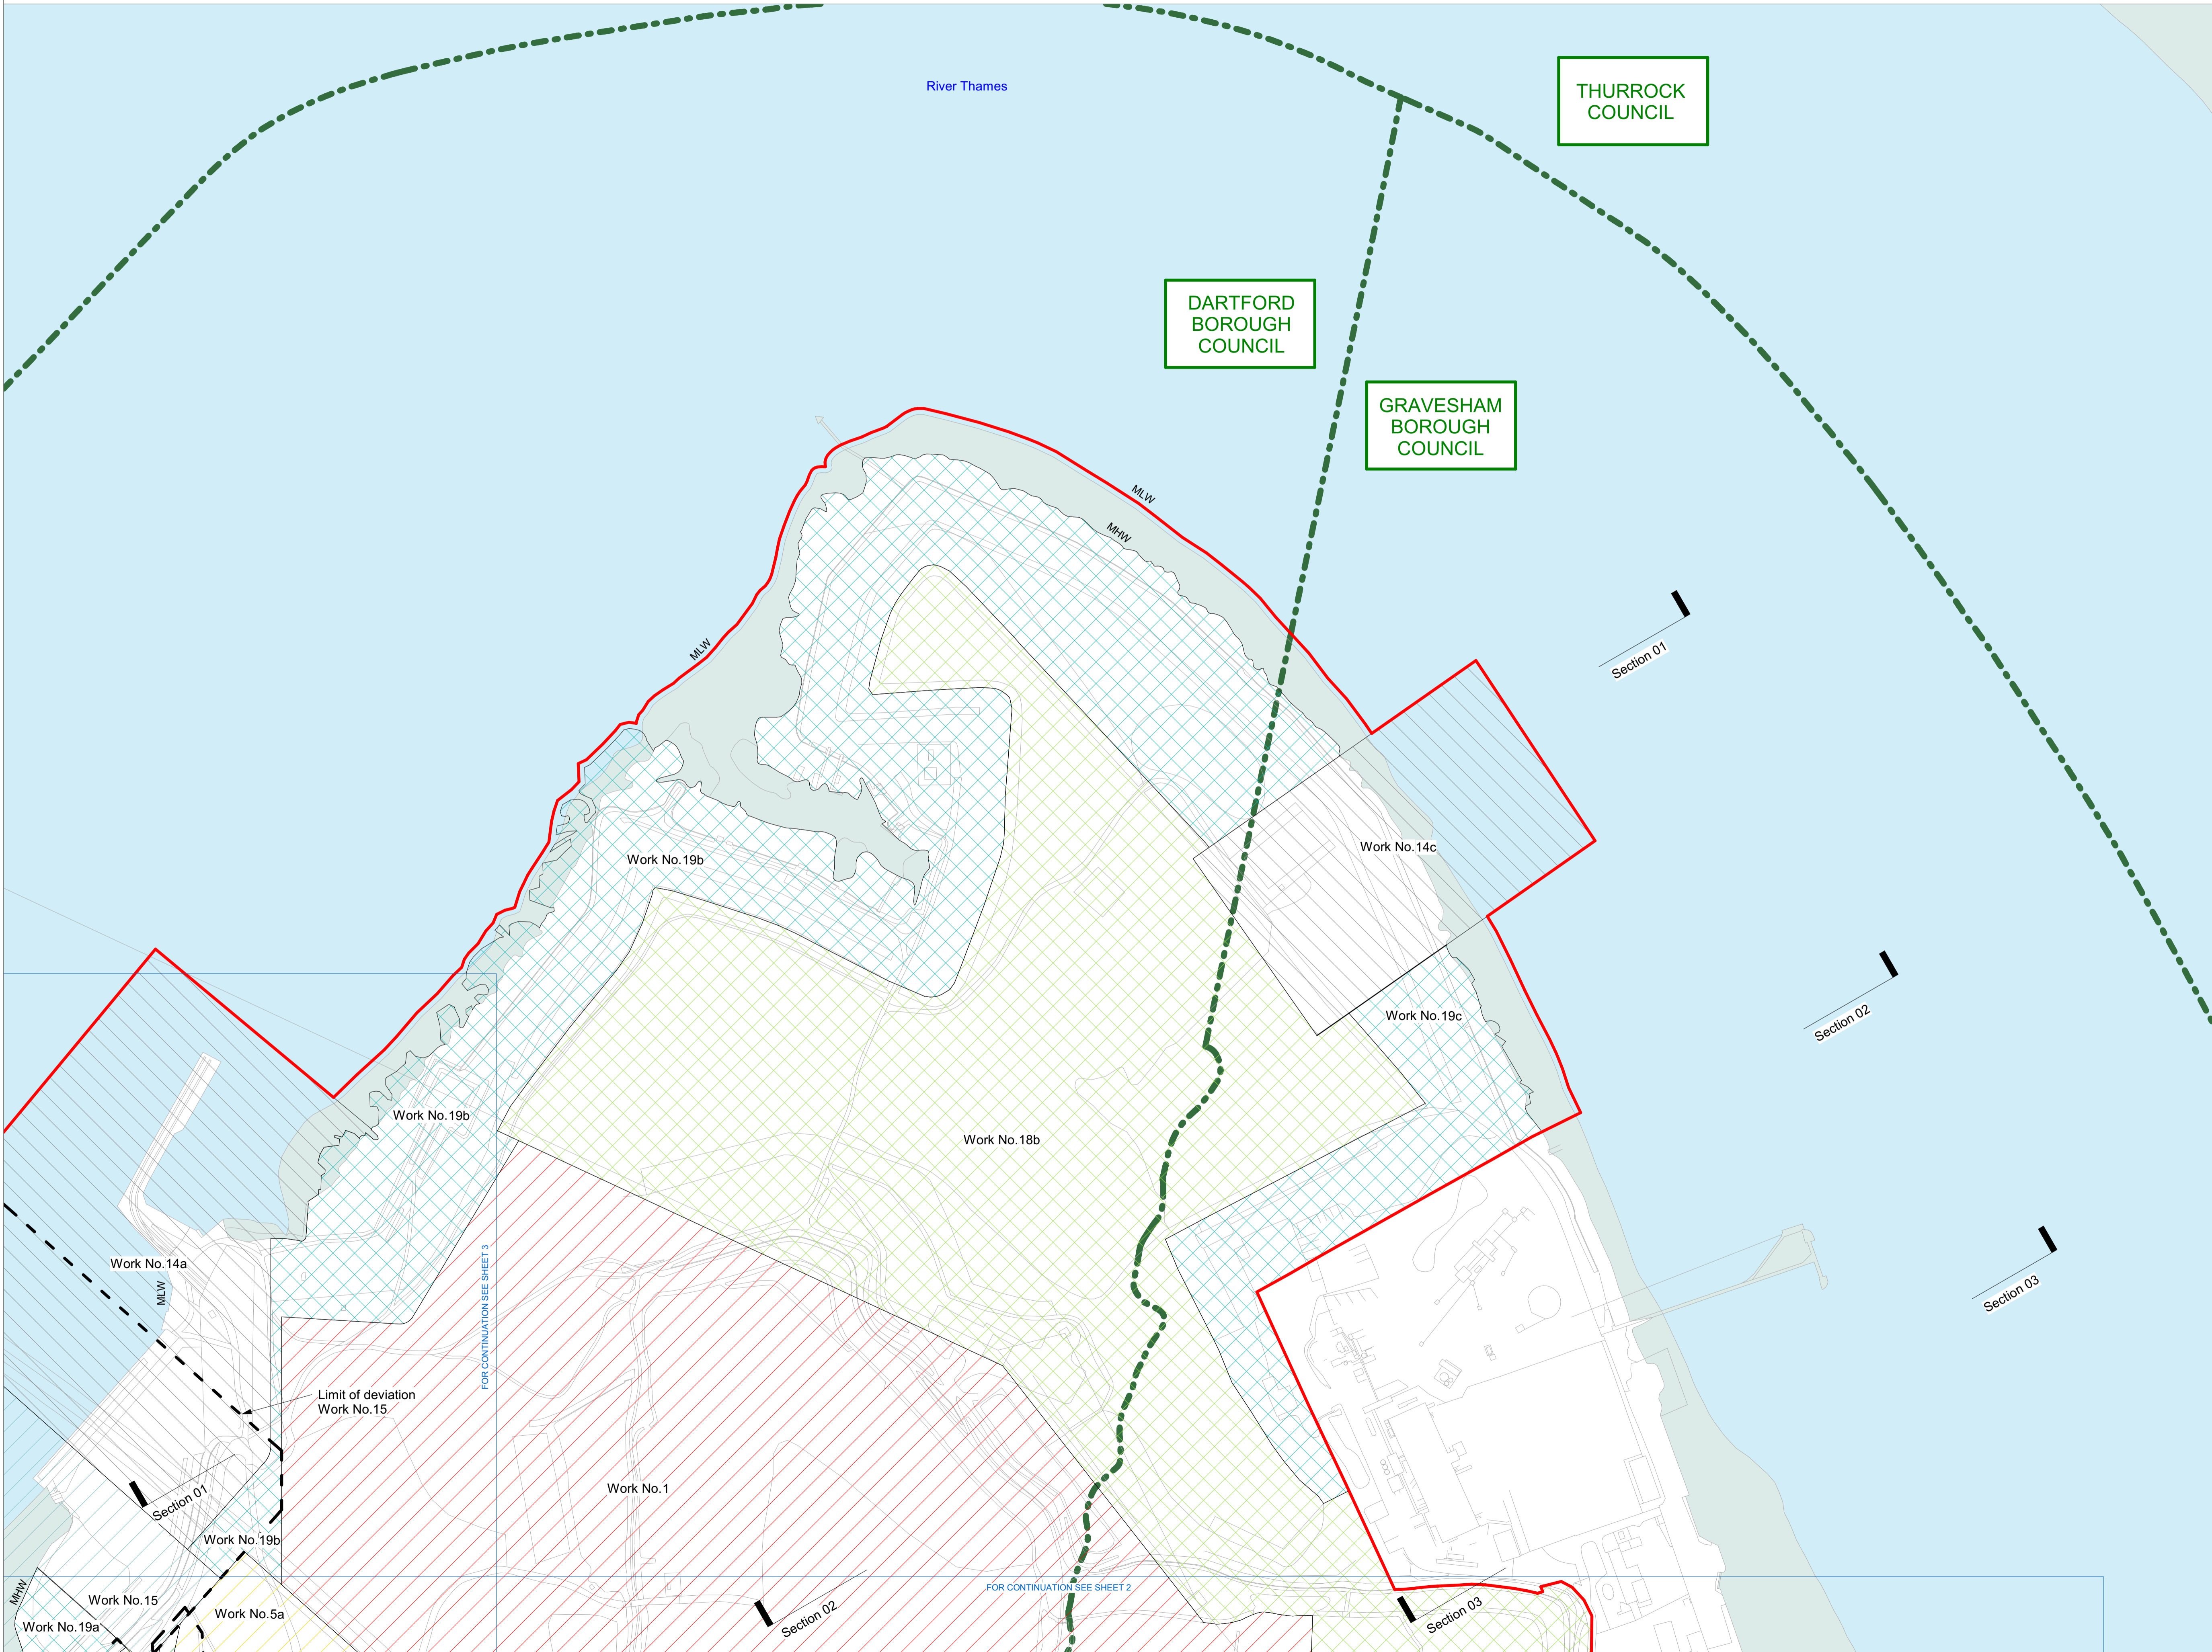 River Thames
THURROCK
COUNCIL
DARTFORD
BOROUGH
COUNCIL
GRAVESHAM
BOROUGH
COUNCIL
MLW
MHW
MLW
Section 01
Work No.14c
Work No.19b
Section 02
Work No.19c
Work No.19b
Work No.18b
Work No.14a
MLW
FOR CONTINUATION SEE SHEET 3
Section 03
Limit of deviation
Work No.15
Work No.1
Section 01
Work No.19b
FOR CONTINUATION SEE SHEET 2
MHW
Work No.15
Work No.5a
Work No.19a
Section 02
Section 03